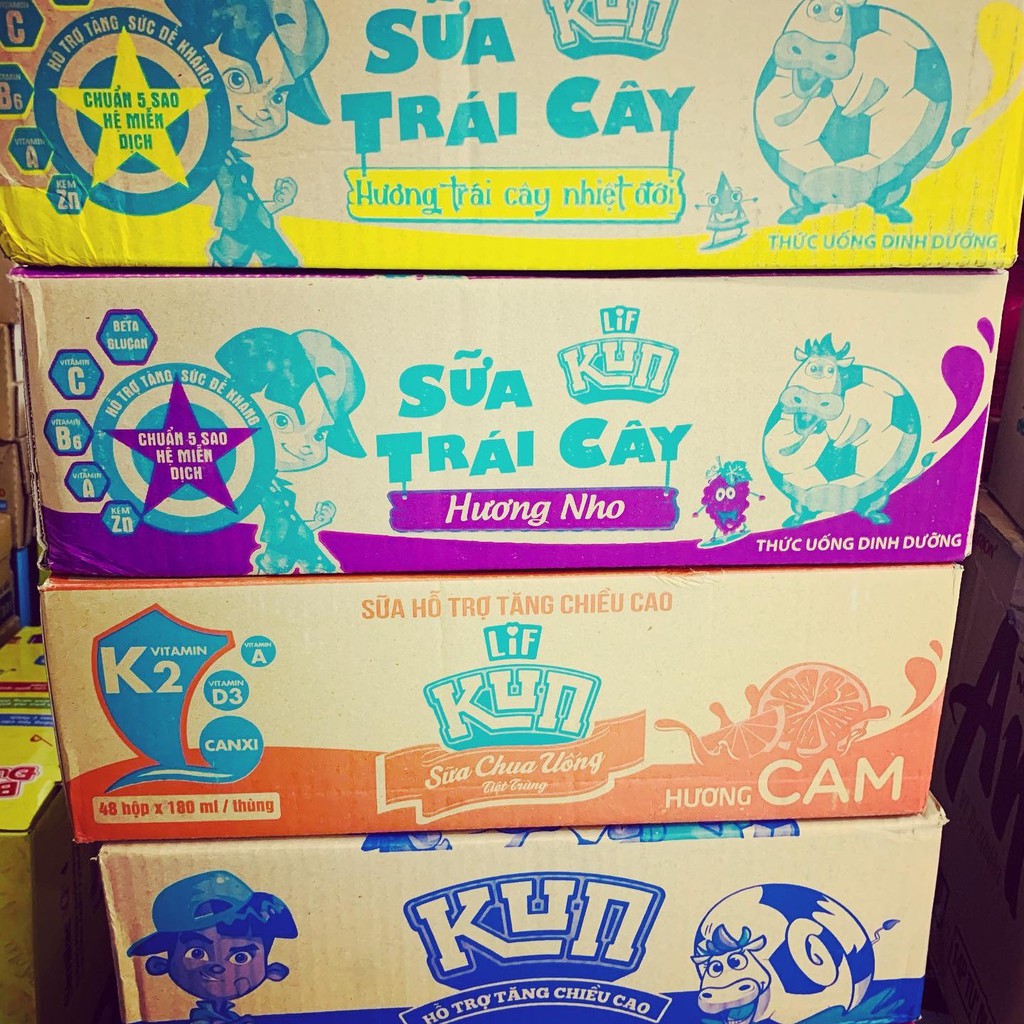 VITAMIN
C
VITAMIN
B6
VITAMIN
A
KẼM
Zn
HỖ TRỢ TĂNG SỨC ĐỀ KHÁNG
CHUẨN 5 SAO
HỆ MIỄN
DỊCH
KUN
SỮA
TRÁI CÂY
Hương trái cây nhiệt đới
THỨC UỐNG DINH DƯỠNG
BETA
GLUCAN
VITAMIN
C
VITAMIN
B6
VITAMIN
A
KẼM
Zn
HỖ TRỢ TĂNG SỨC ĐỀ KHÁNG
CHUẨN 5 SAO
HỆ MIỄN
DỊCH
LiF
KUN
SỮA
TRÁI CÂY
Hương Nho
THỨC UỐNG DINH DƯỠNG
SỮA HỖ TRỢ TĂNG CHIỀU CAO
VITAMIN
K2
VITAMIN
A
VITAMIN
D3
CANXI
LiF
KUN
Sữa Chua Uống
Tiệt Trùng
48 hộp x 180 ml / thùng
HƯƠNG CAM
KUN
HỖ TRỢ TĂNG CHIỀU CAO